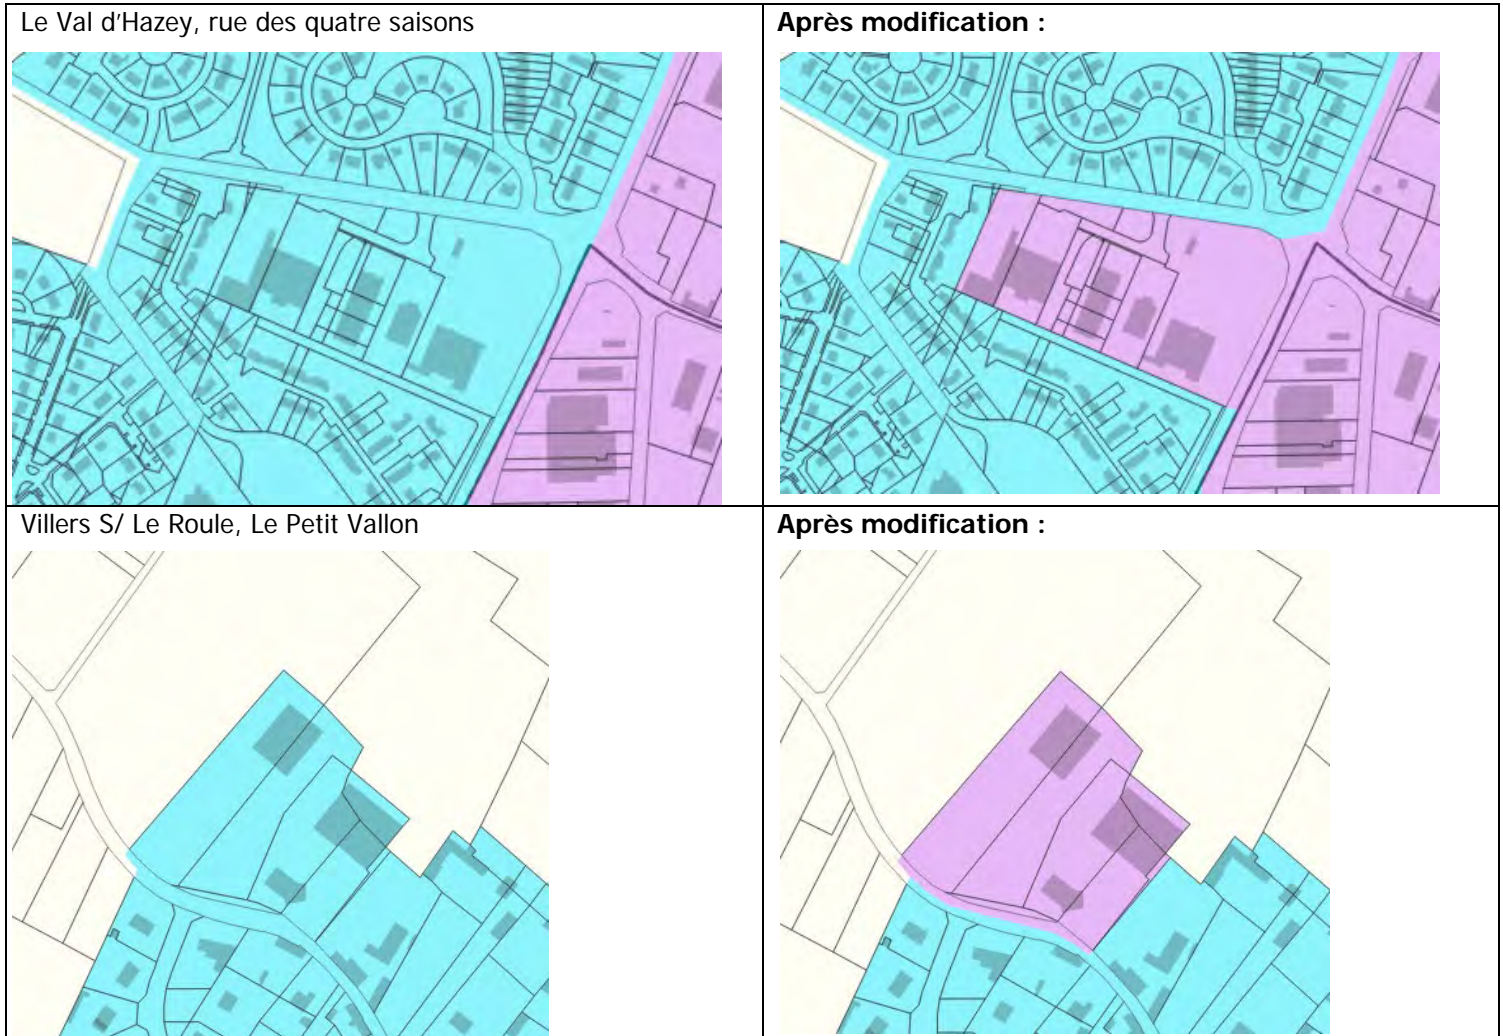 Le Val d'Hazey, rue des quatre saisons
Après modification :
Villers S/ Le Roule, Le Petit Vallon
Après modification :